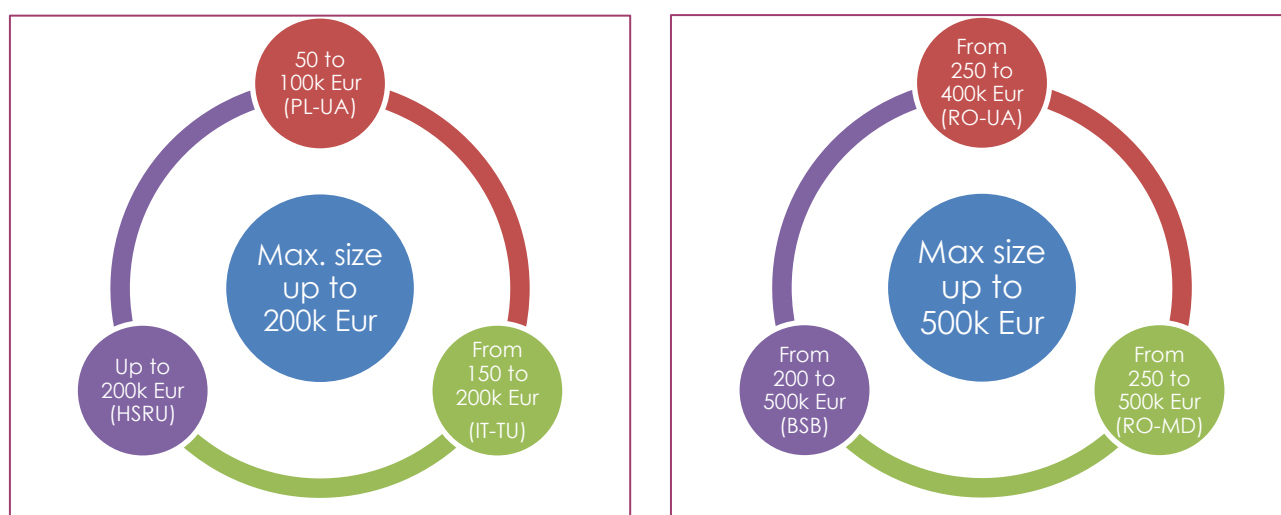 50 to
100k Eur
(PL-UA)
Max. size
up to
200k Eur
Up to
200k Eur
(HSRU)
From
150 to
200k Eur
(IT-TU)
From
250 to
400k Eur
(RO-UA)
Max size
up to
500k Eur
From
200 to
500k Eur
(BSB)
From
250 to
500k Eur
(RO-MD)